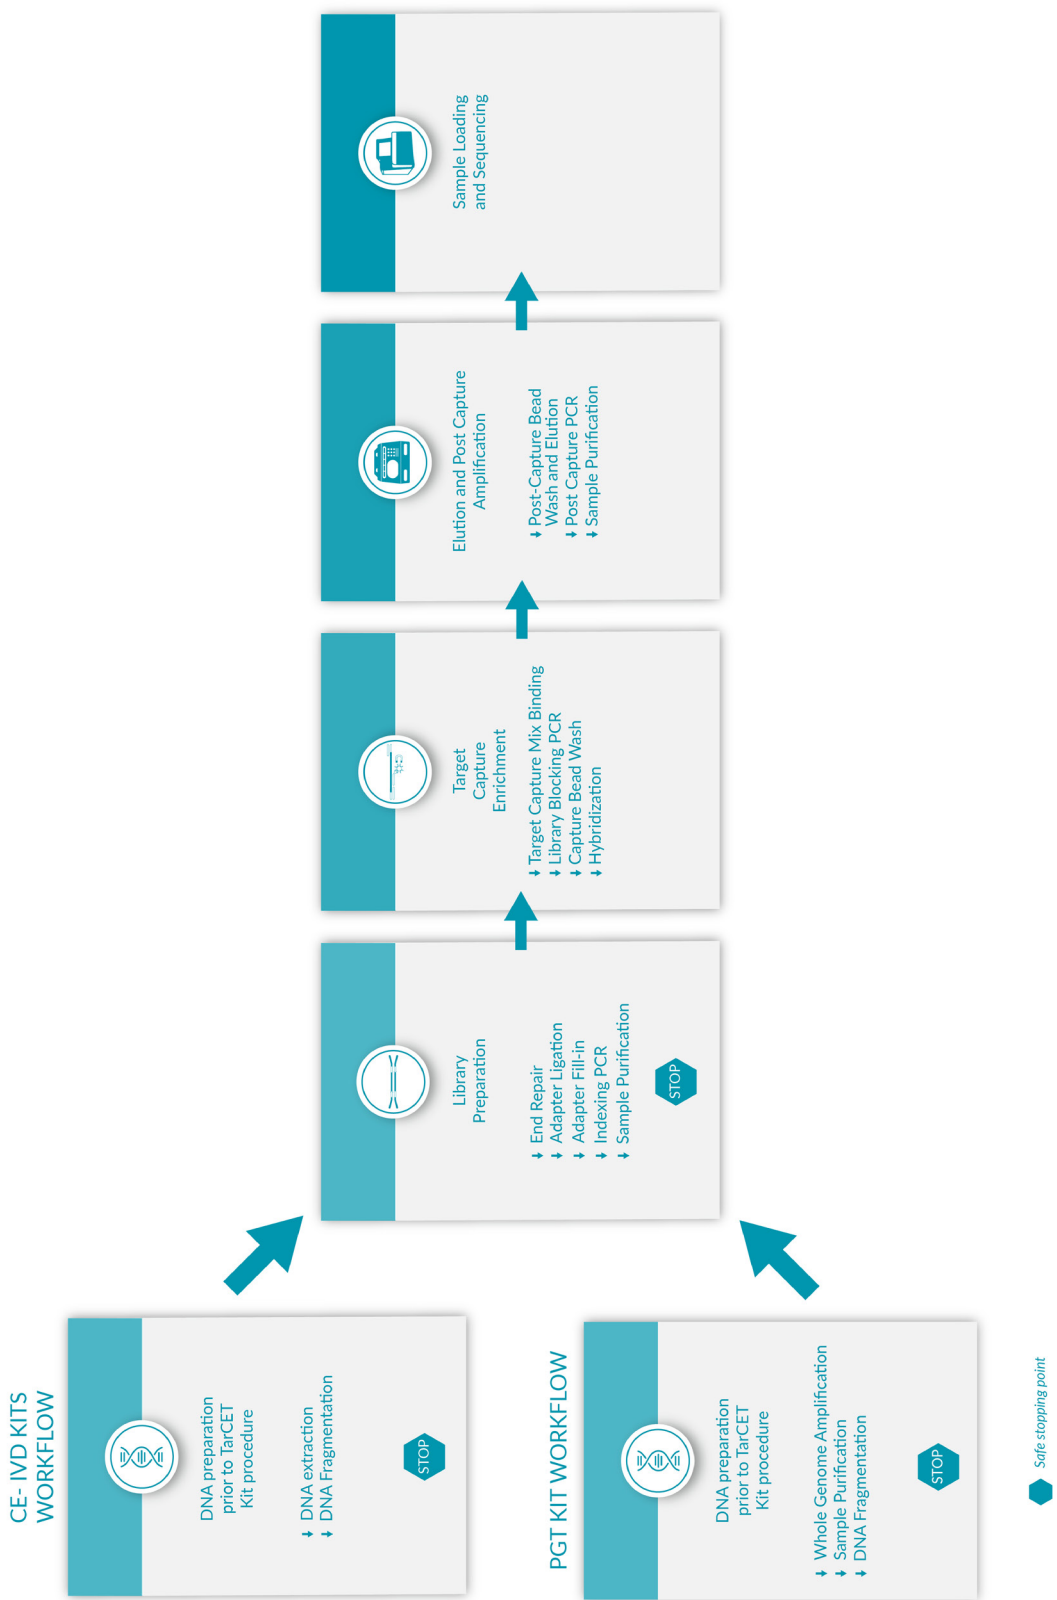 CE- IVD KITS
WORKFLOW
DNA preparation
prior to TarCET
Kit procedure
DNA extraction
DNA Fragmentation
STOP
PGT KIT WORKFLOW
DNA preparation
prior to TarCET
Kit procedure
Whole Genome Amplification
Sample Purification
DNA Fragmentation
STOP
Library
Preparation
End Repair
Adapter Ligation
Adapter Fill-in
Indexing PCR
Sample Purification
STOP
Target
Capture
Enrichment
Target Capture Mix Binding
Library Blocking PCR
Capture Bead Wash
Hybridization
Elution and Post Capture
Amplification
Post-Capture Bead
Wash and Elution
Post Capture PCR
Sample Purification
Sample Loading
and Sequencing
Safe stopping point